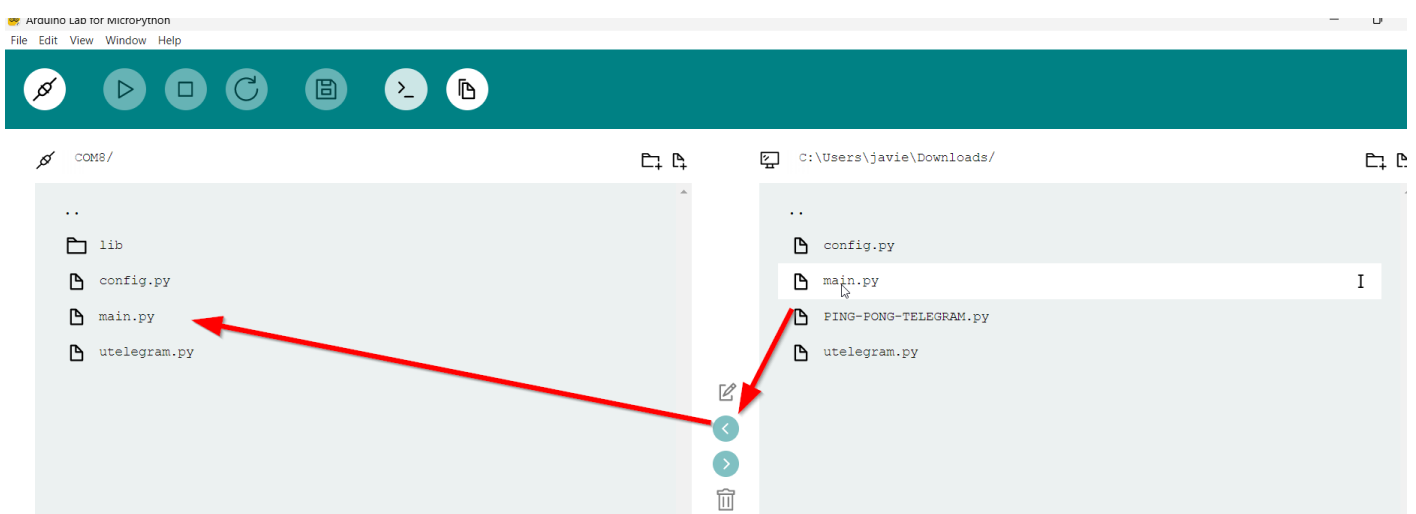 Arduino Lab for MicroPython
File Edit View Window Help
COM8/
C:\Users\javie\Downloads/
..
lib
config.py
main.py
utelegram.py
..
config.py
main.py
PING-PONG-TELEGRAM.py
utelegram.py